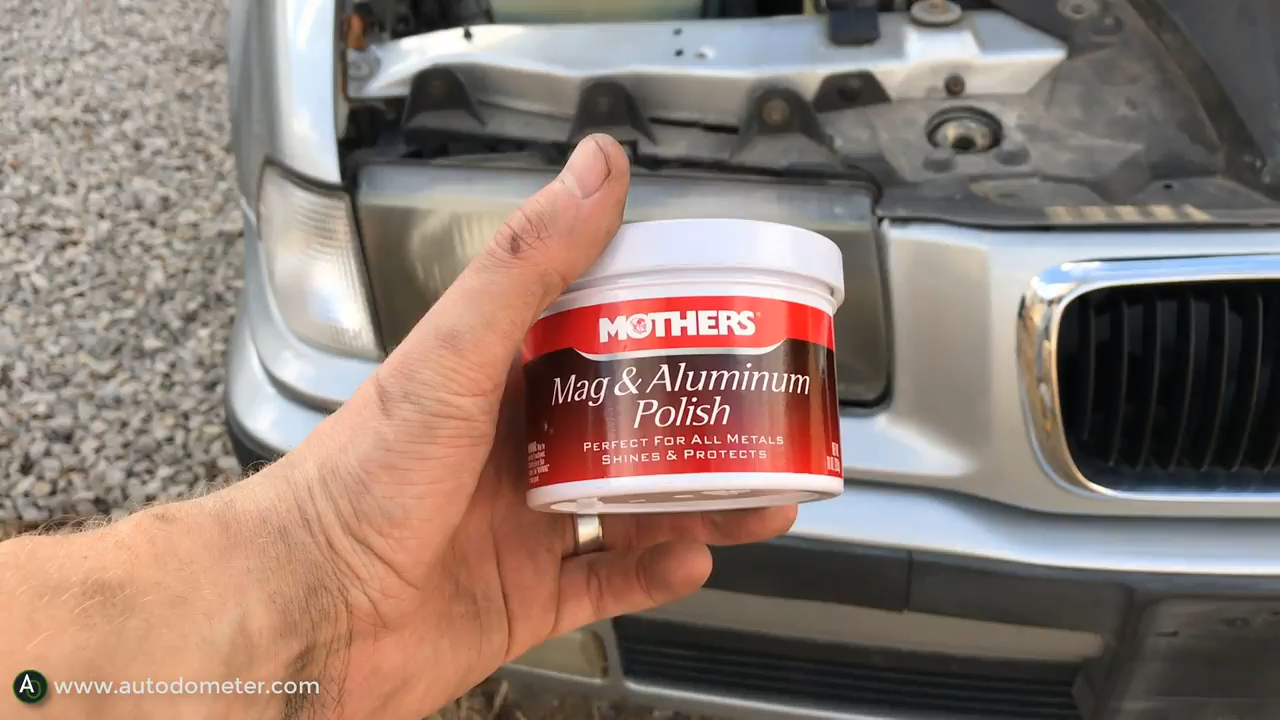 MOTHERS®
Mag & Aluminum
Polish
PERFECT FOR ALL METALS
SHINES & PROTECTS
www.autodometer.com